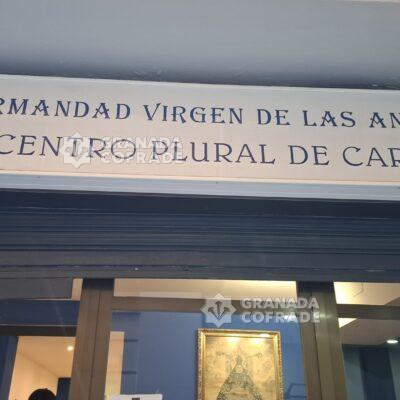 RMANDAD VIRGEN DE LAS AN
CENTRO PLURAL DE CAR
GRANADA
COFRADE
GRANADA
COFRADE